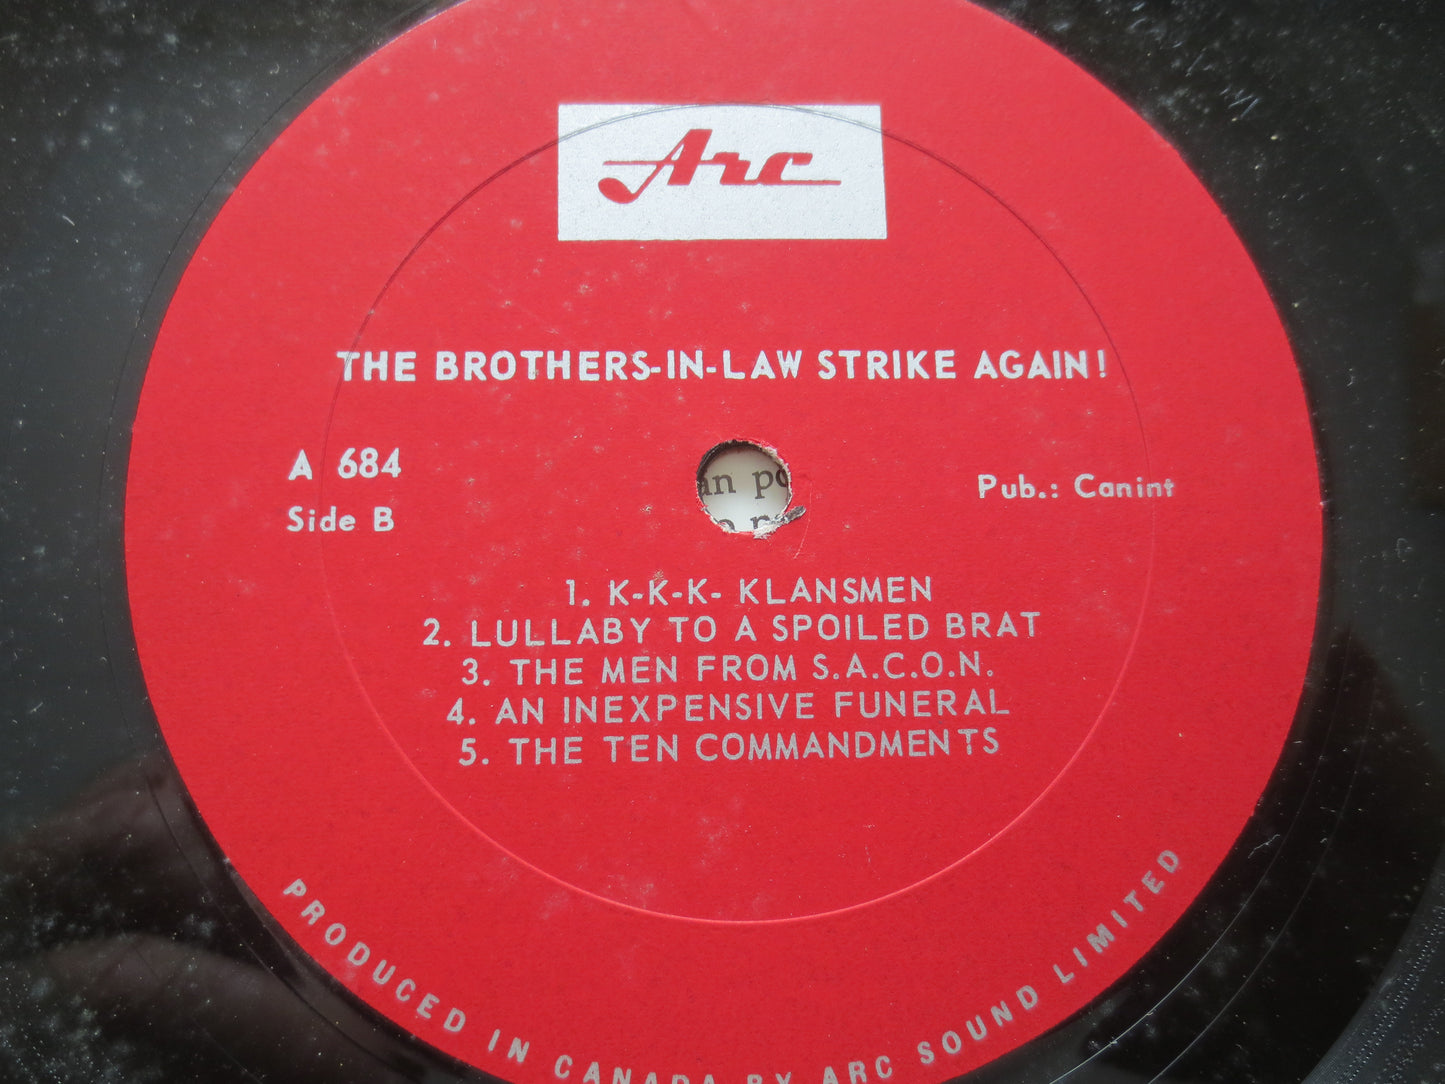 Arc
THE BROTHERS-IN-LAW STRIKE AGAIN!
A 684
Side B
Pub.: Canint
an
1. K-K-K- KLANSMEN
2. LULLABY TO A SPOILED BRAT
3. THE MEN FROM S.A.C.O.N.
4. AN INEXPENSIVE FUNERAL
5. THE TEN COMMANDMENTS
PRODUCED IN CANADA BY ARC SOUND LIMITED